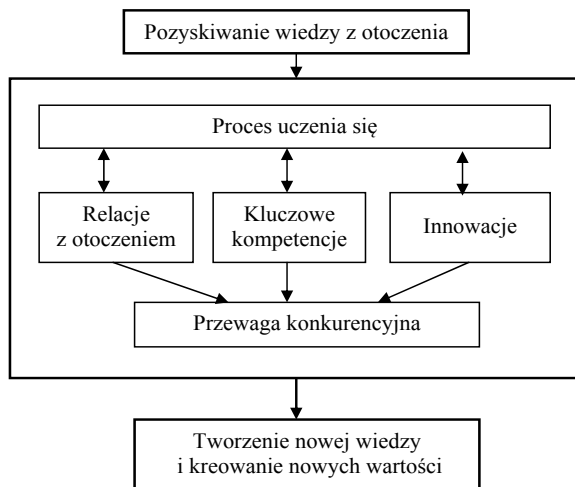 Pozyskiwanie wiedzy z otoczenia
Proces uczenia się
Relacje
z otoczeniem
Kluczowe
kompetencje
Innowacje
Przewaga konkurencyjna
Tworzenie nowej wiedzy
i kreowanie nowych wartości